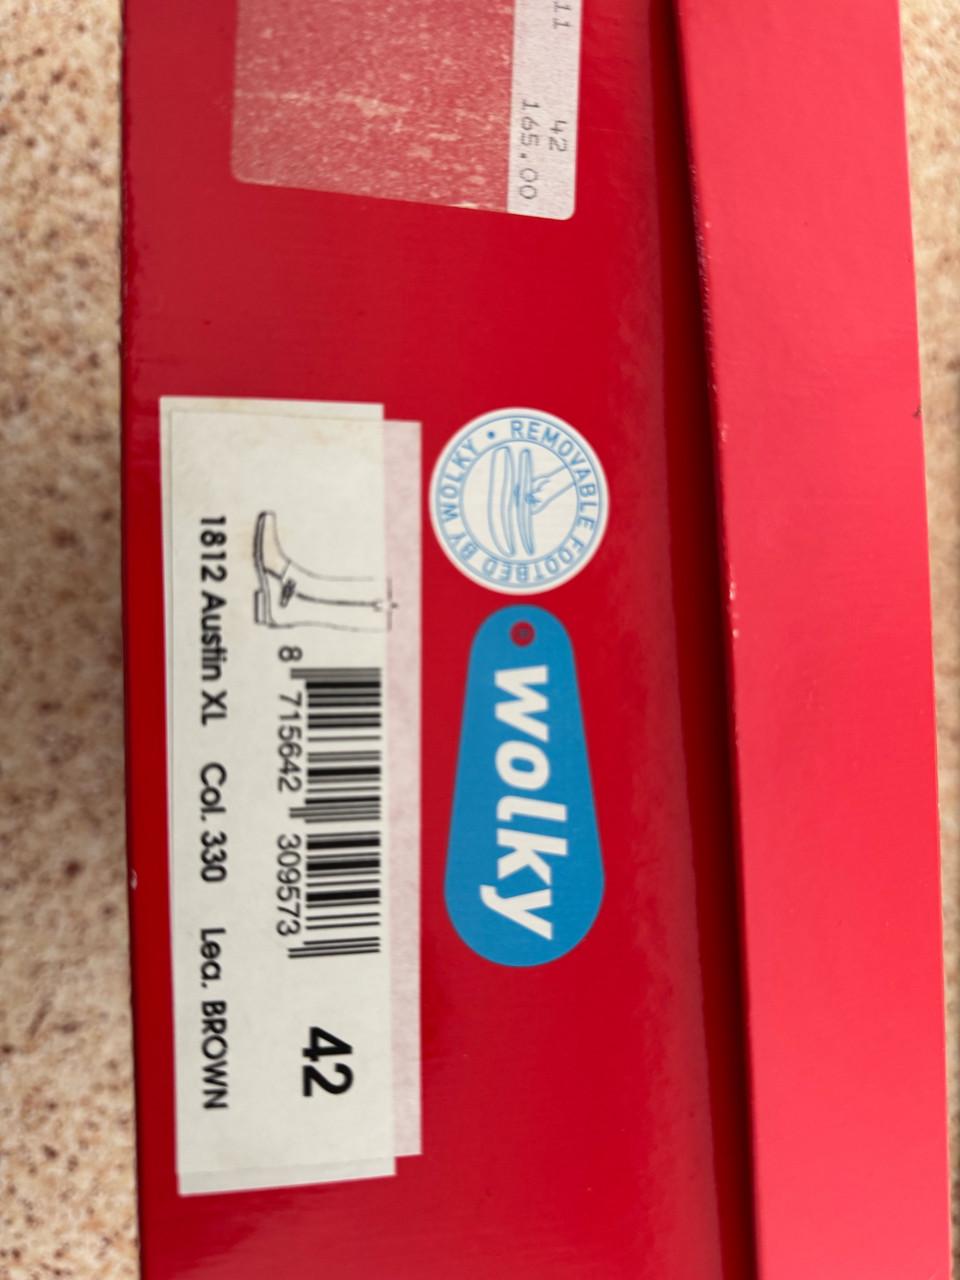 11 42
165.00
REMOVABLE FOOTBED BY WOLKY •
wolky
8 715642 309573
42
1812 Austin XL Col. 330 Lea. BROWN